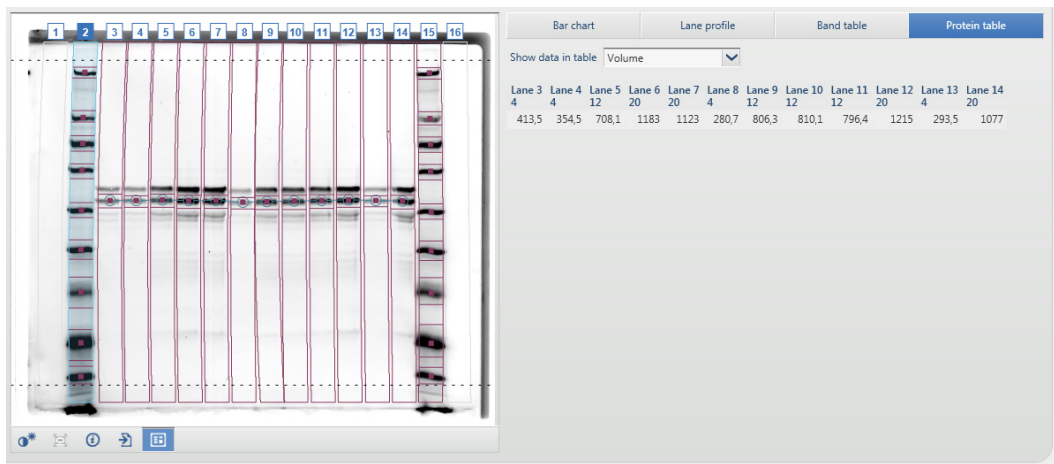 1 2 3 4 5 6 7 8 9 10 11 12 13 14 15 16
Bar chart Lane profile Band table Protein table
Show data in table Volume
Lane 3 Lane 4 Lane 5 Lane 6 Lane 7 Lane 8 Lane 9 Lane 10 Lane 11 Lane 12 Lane 13 Lane 14
4 4 12 20 20 4 12 12 12 20 4 20
413,5 354,5 708,1 1183 1123 280,7 806,3 810,1 796,4 1215 293,5 1077